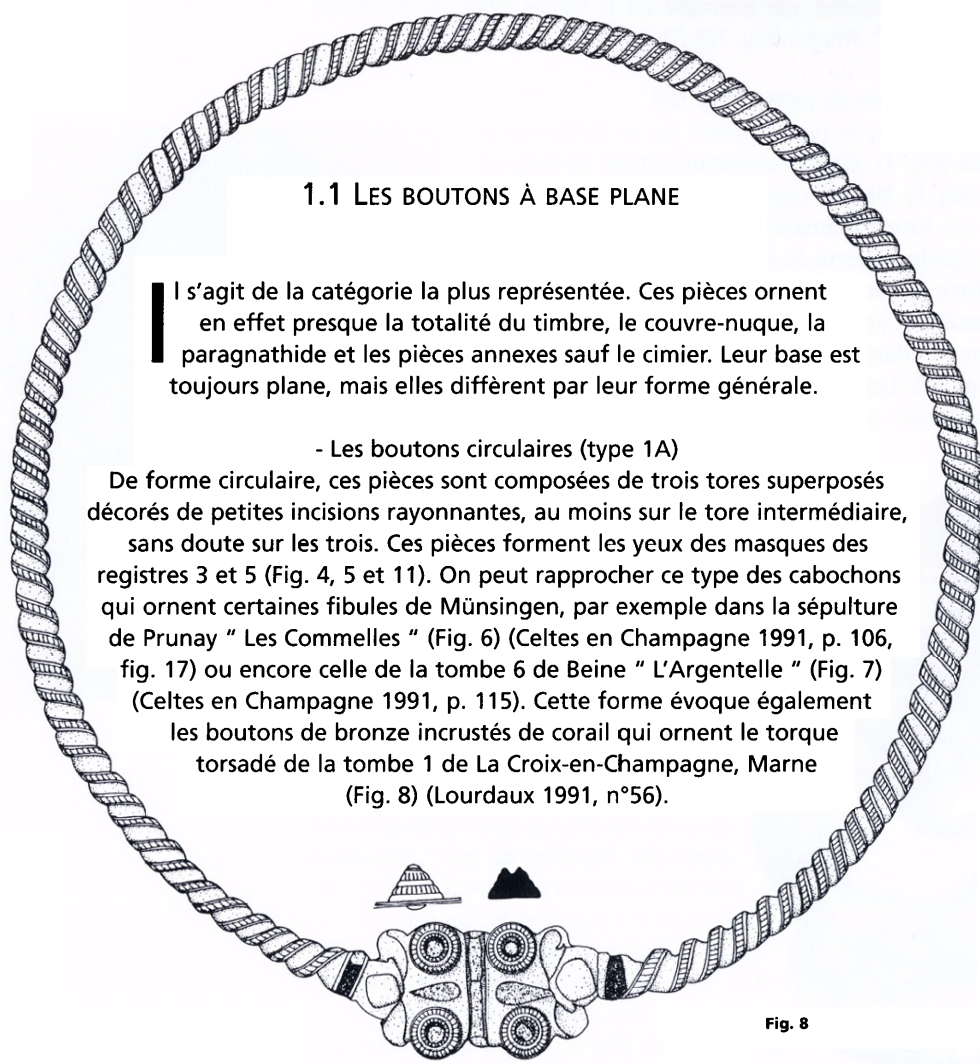 1.1 LES BOUTONS À BASE PLANE
Il s'agit de la catégorie la plus représentée. Ces pièces ornent
en effet presque la totalité du timbre, le couvre-nuque, la
paragnathide et les pièces annexes sauf le cimier. Leur base est
toujours plane, mais elles diffèrent par leur forme générale.
- Les boutons circulaires (type 1A)
De forme circulaire, ces pièces sont composées de trois tores superposés
décorés de petites incisions rayonnantes, au moins sur le tore intermédiaire,
sans doute sur les trois. Ces pièces forment les yeux des masques des
registres 3 et 5 (Fig. 4, 5 et 11). On peut rapprocher ce type des cabochons
qui ornent certaines fibules de Münsingen, par exemple dans la sépulture
de Prunay " Les Commelles " (Fig. 6) (Celtes en Champagne 1991, p. 106,
fig. 17) ou encore celle de la tombe 6 de Beine " L'Argentelle " (Fig. 7)
(Celtes en Champagne 1991, p. 115). Cette forme évoque également
les boutons de bronze incrustés de corail qui ornent le torque
torsadé de la tombe 1 de La Croix-en-Champagne, Marne
(Fig. 8) (Lourdaux 1991, n°56).
Fig. 8